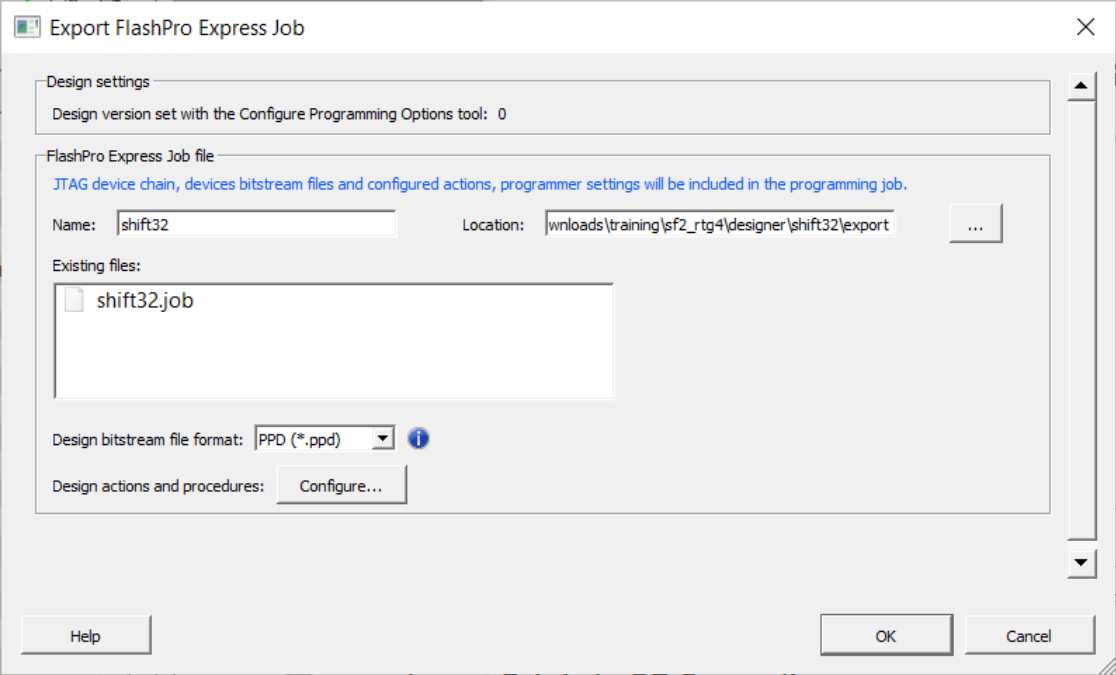 Export FlashPro Express Job
Design settings
Design version set with the Configure Programming Options tool: 0
FlashPro Express Job file
JTAG device chain, devices bitstream files and configured actions, programmer settings will be included in the programming job.
Name: shift32 Location: wnloads\training\sf2_rtg4\designer\shift32\export ...
Existing files:
shift32.job
Design bitstream file format: PPD (*.ppd)
Design actions and procedures: Configure...
Help OK Cancel